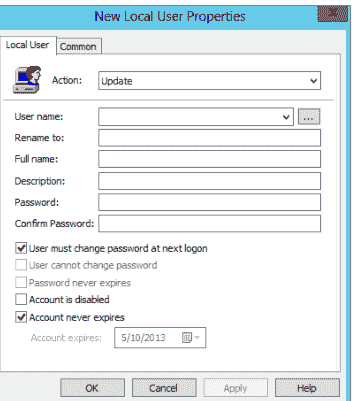 New Local User Properties
Local User Common
Action: Update
User name: ...
Rename to:
Full name:
Description:
Password:
Confirm Password:
User must change password at next logon
User cannot change password
Password never expires
Account is disabled
Account never expires
Account expires: 5/10/2013
OK Cancel Apply Help